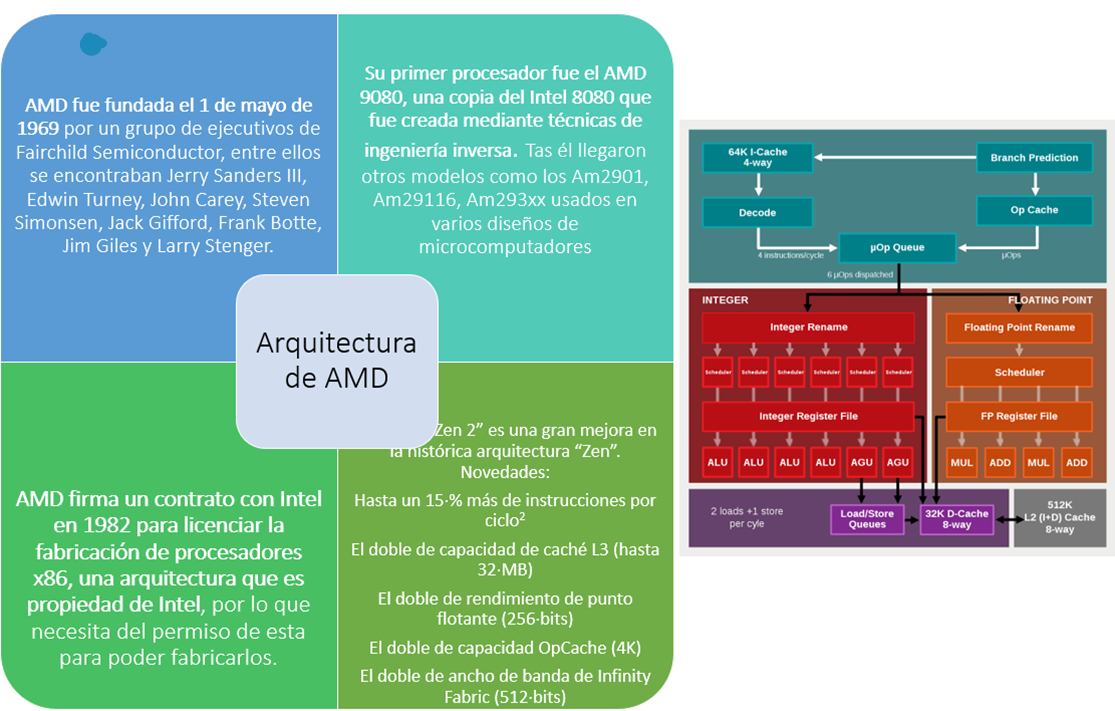 AMD fue fundada el 1 de mayo de
1969 por un grupo de ejecutivos de
Fairchild Semiconductor, entre ellos
se encontraban Jerry Sanders III,
Edwin Turney, John Carey, Steven
Simonsen, Jack Gifford, Frank Botte,
Jim Giles y Larry Stenger.
Su primer procesador fue el AMD
9080, una copia del Intel 8080 que
fue creada mediante técnicas de
ingeniería inversa. Tas él llegaron
otros modelos como los Am2901,
Am29116, Am293xx usados en
varios diseños de
microcomputadores
Arquitectura
de AMD
AMD firma un contrato con Intel
en 1982 para licenciar la
fabricación de procesadores
x86, una arquitectura que es
propiedad de Intel, por lo que
necesita del permiso de esta
para poder fabricarlos.
Zen 2” es una gran mejora en
la histórica arquitectura “Zen”.
Novedades:
Hasta un 15·% más de instrucciones por
ciclo²
El doble de capacidad de caché L3 (hasta
32·MB)
El doble de rendimiento de punto
flotante (256·bits)
El doble de capacidad OpCache (4K)
El doble de ancho de banda de Infinity
Fabric (512·bits)
64K I-Cache
4-way
Branch Prediction
Decode
Op Cache
µOp Queue
4 instructions/cycle
µOps
6 µOps dispatched
INTEGER
FLOATING POINT
Integer Rename
Floating Point Rename
Scheduler Scheduler Scheduler Scheduler Scheduler Scheduler
Scheduler
Integer Register File
FP Register File
ALU ALU ALU ALU AGU AGU
MUL ADD MUL ADD
2 loads +1 store
per cyle
Load/Store
Queues
32K D-Cache
8-way
512K
L2 (I+D) Cache
8-way